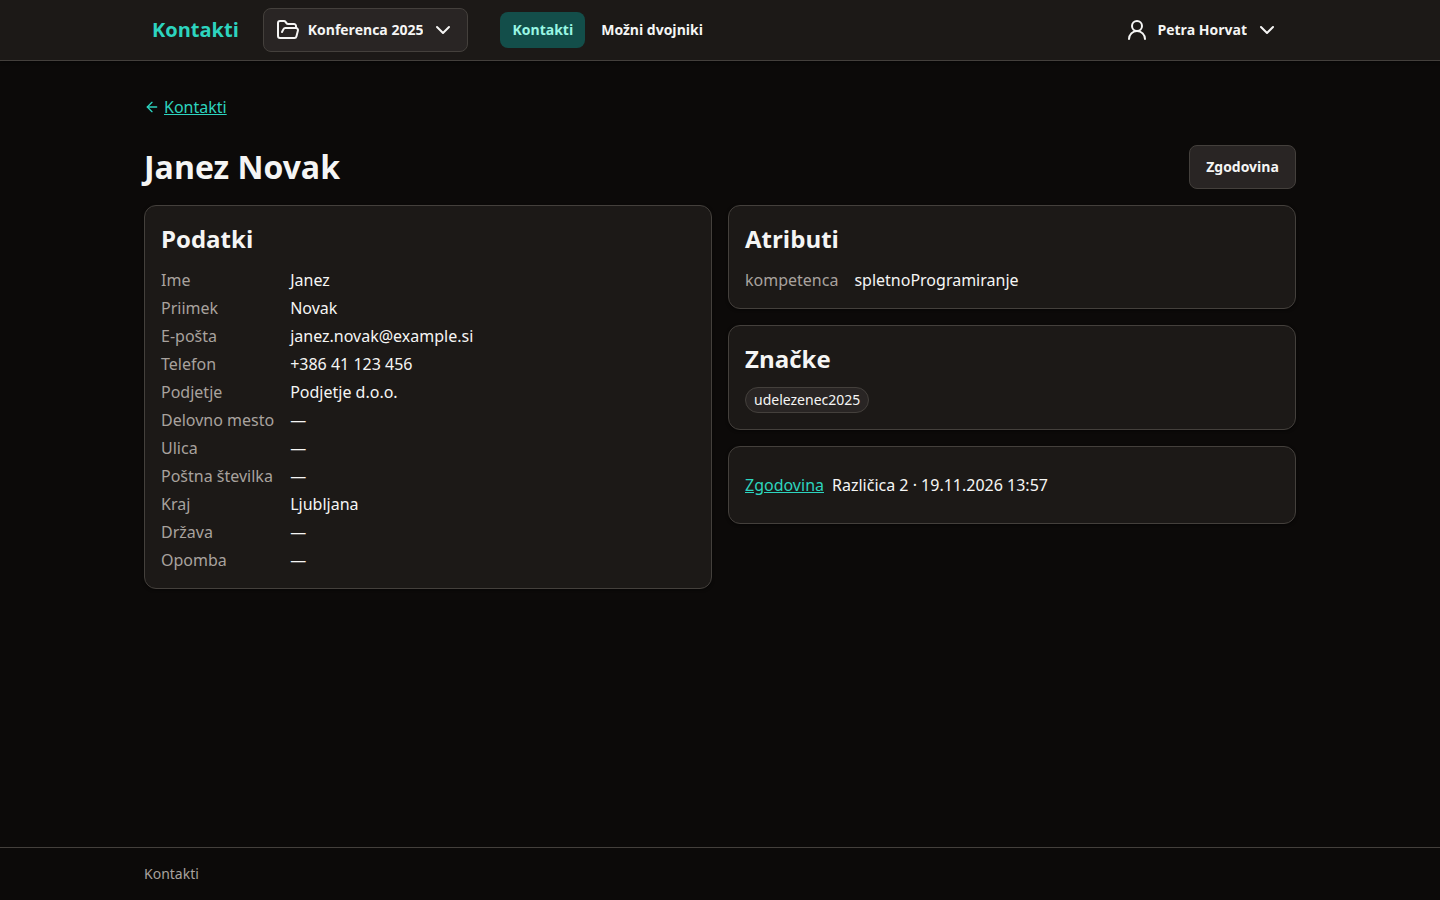 Kontakti
Konferenca 2025
Kontakti
Možni dvojniki
Petra Horvat
Kontakti
Janez Novak
Zgodovina
Podatki
Ime Janez
Priimek Novak
E-pošta janez.novak@example.si
Telefon +386 41 123 456
Podjetje Podjetje d.o.o.
Delovno mesto —
Ulica —
Poštna številka —
Kraj Ljubljana
Država —
Opomba —
Atributi
kompetenca spletnoProgramiranje
Značke
udelezenec2025
Zgodovina Različica 2 · 19.11.2026 13:57
Kontakti